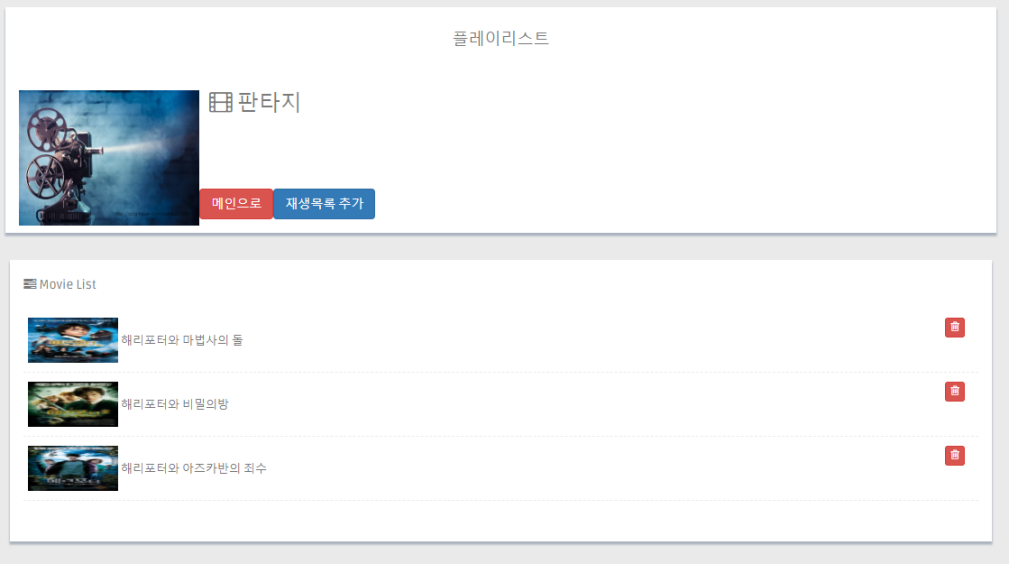 플레이리스트
판타지
메인으로 재생목록 추가
Movie List
해리포터와 마법사의 돌
해리포터와 비밀의방
해리포터와 아즈카반의 죄수